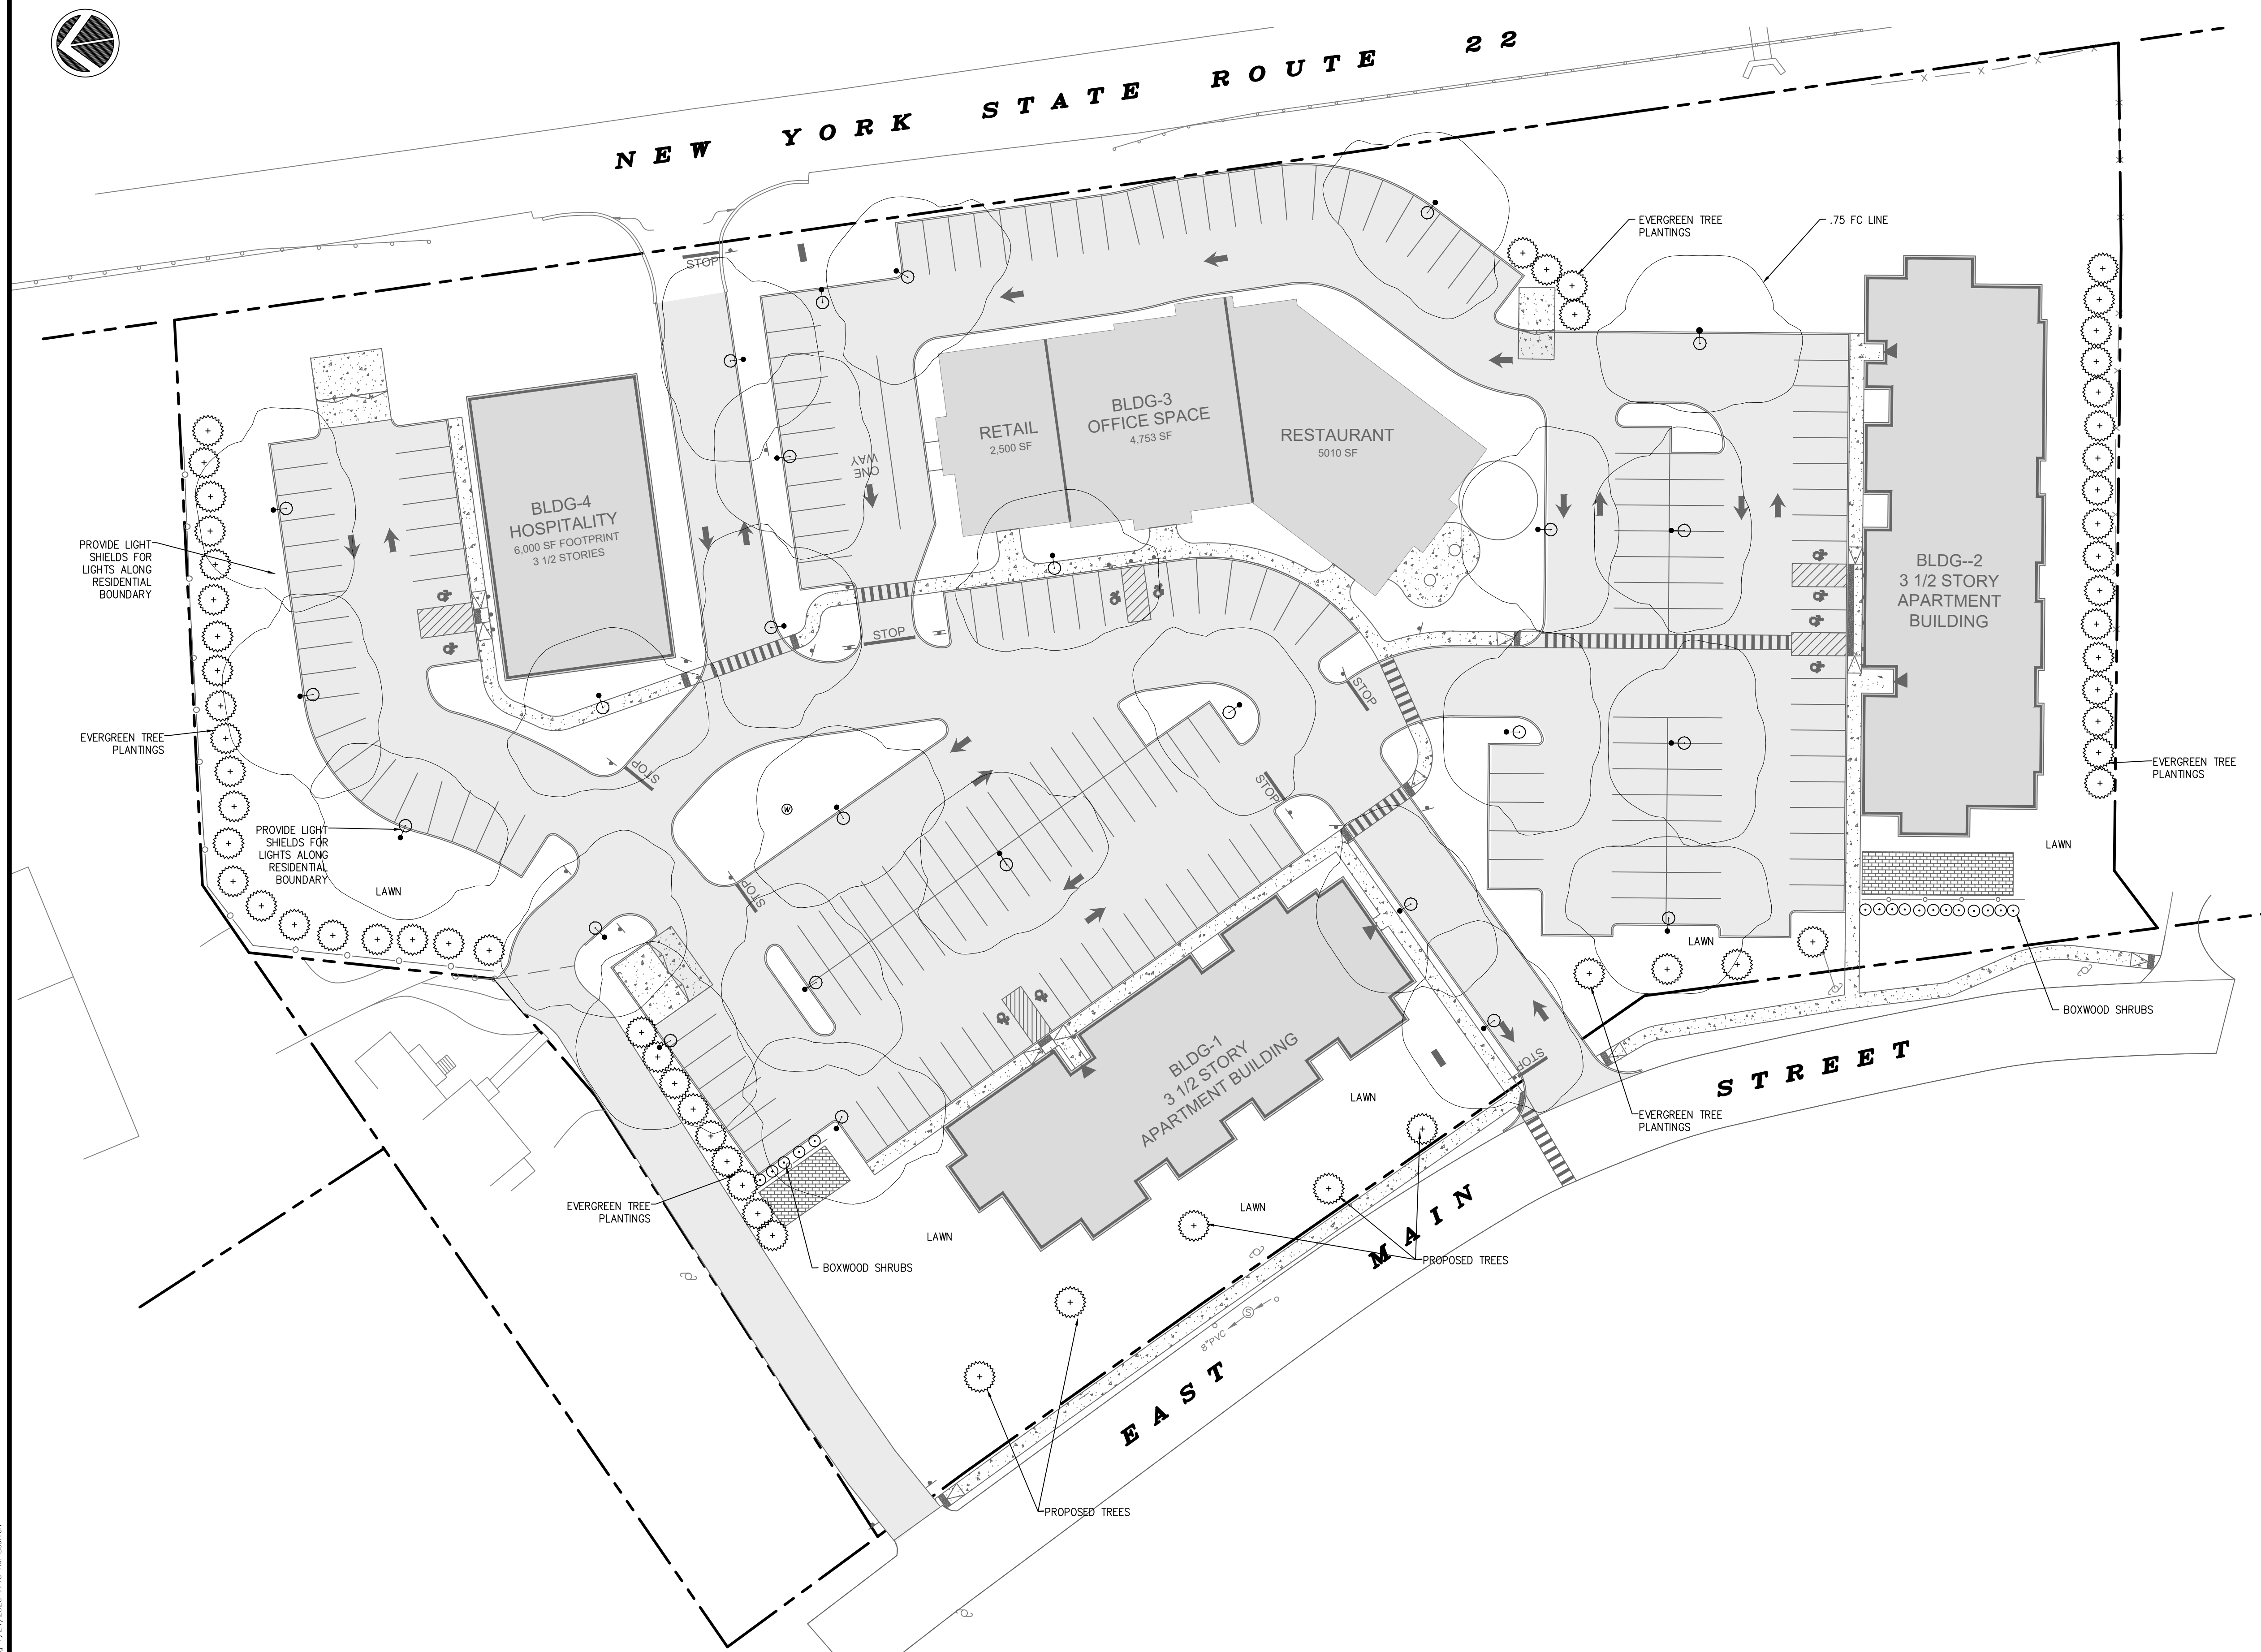 NEW YORK STATE ROUTE 22
EVERGREEN TREE
PLANTINGS
.75 FC LINE
STOP
ONE
WAY
RETAIL
2,500 SF
BLDG-3
OFFICE SPACE
4,753 SF
RESTAURANT
5010 SF
BLDG-4
HOSPITALITY
6,000 SF FOOTPRINT
3 1/2 STORIES
PROVIDE LIGHT
SHIELDS FOR
LIGHTS ALONG
RESIDENTIAL
BOUNDARY
BLDG--2
3 1/2 STORY
APARTMENT
BUILDING
STOP
STOP
EVERGREEN TREE
PLANTINGS
STOP
STOP
EVERGREEN TREE
PLANTINGS
W
PROVIDE LIGHT
SHIELDS FOR
LIGHTS ALONG
RESIDENTIAL
BOUNDARY
LAWN
STOP
LAWN
LAWN
BOXWOOD SHRUBS
BLDG-1
3 1/2 STORY
APARTMENT BUILDING
STOP
LAWN
EVERGREEN TREE
PLANTINGS
EVERGREEN TREE
PLANTINGS
LAWN
LAWN
BOXWOOD SHRUBS
PROPOSED TREES
S
8"PVC
EAST MAIN STREET
PROPOSED TREES